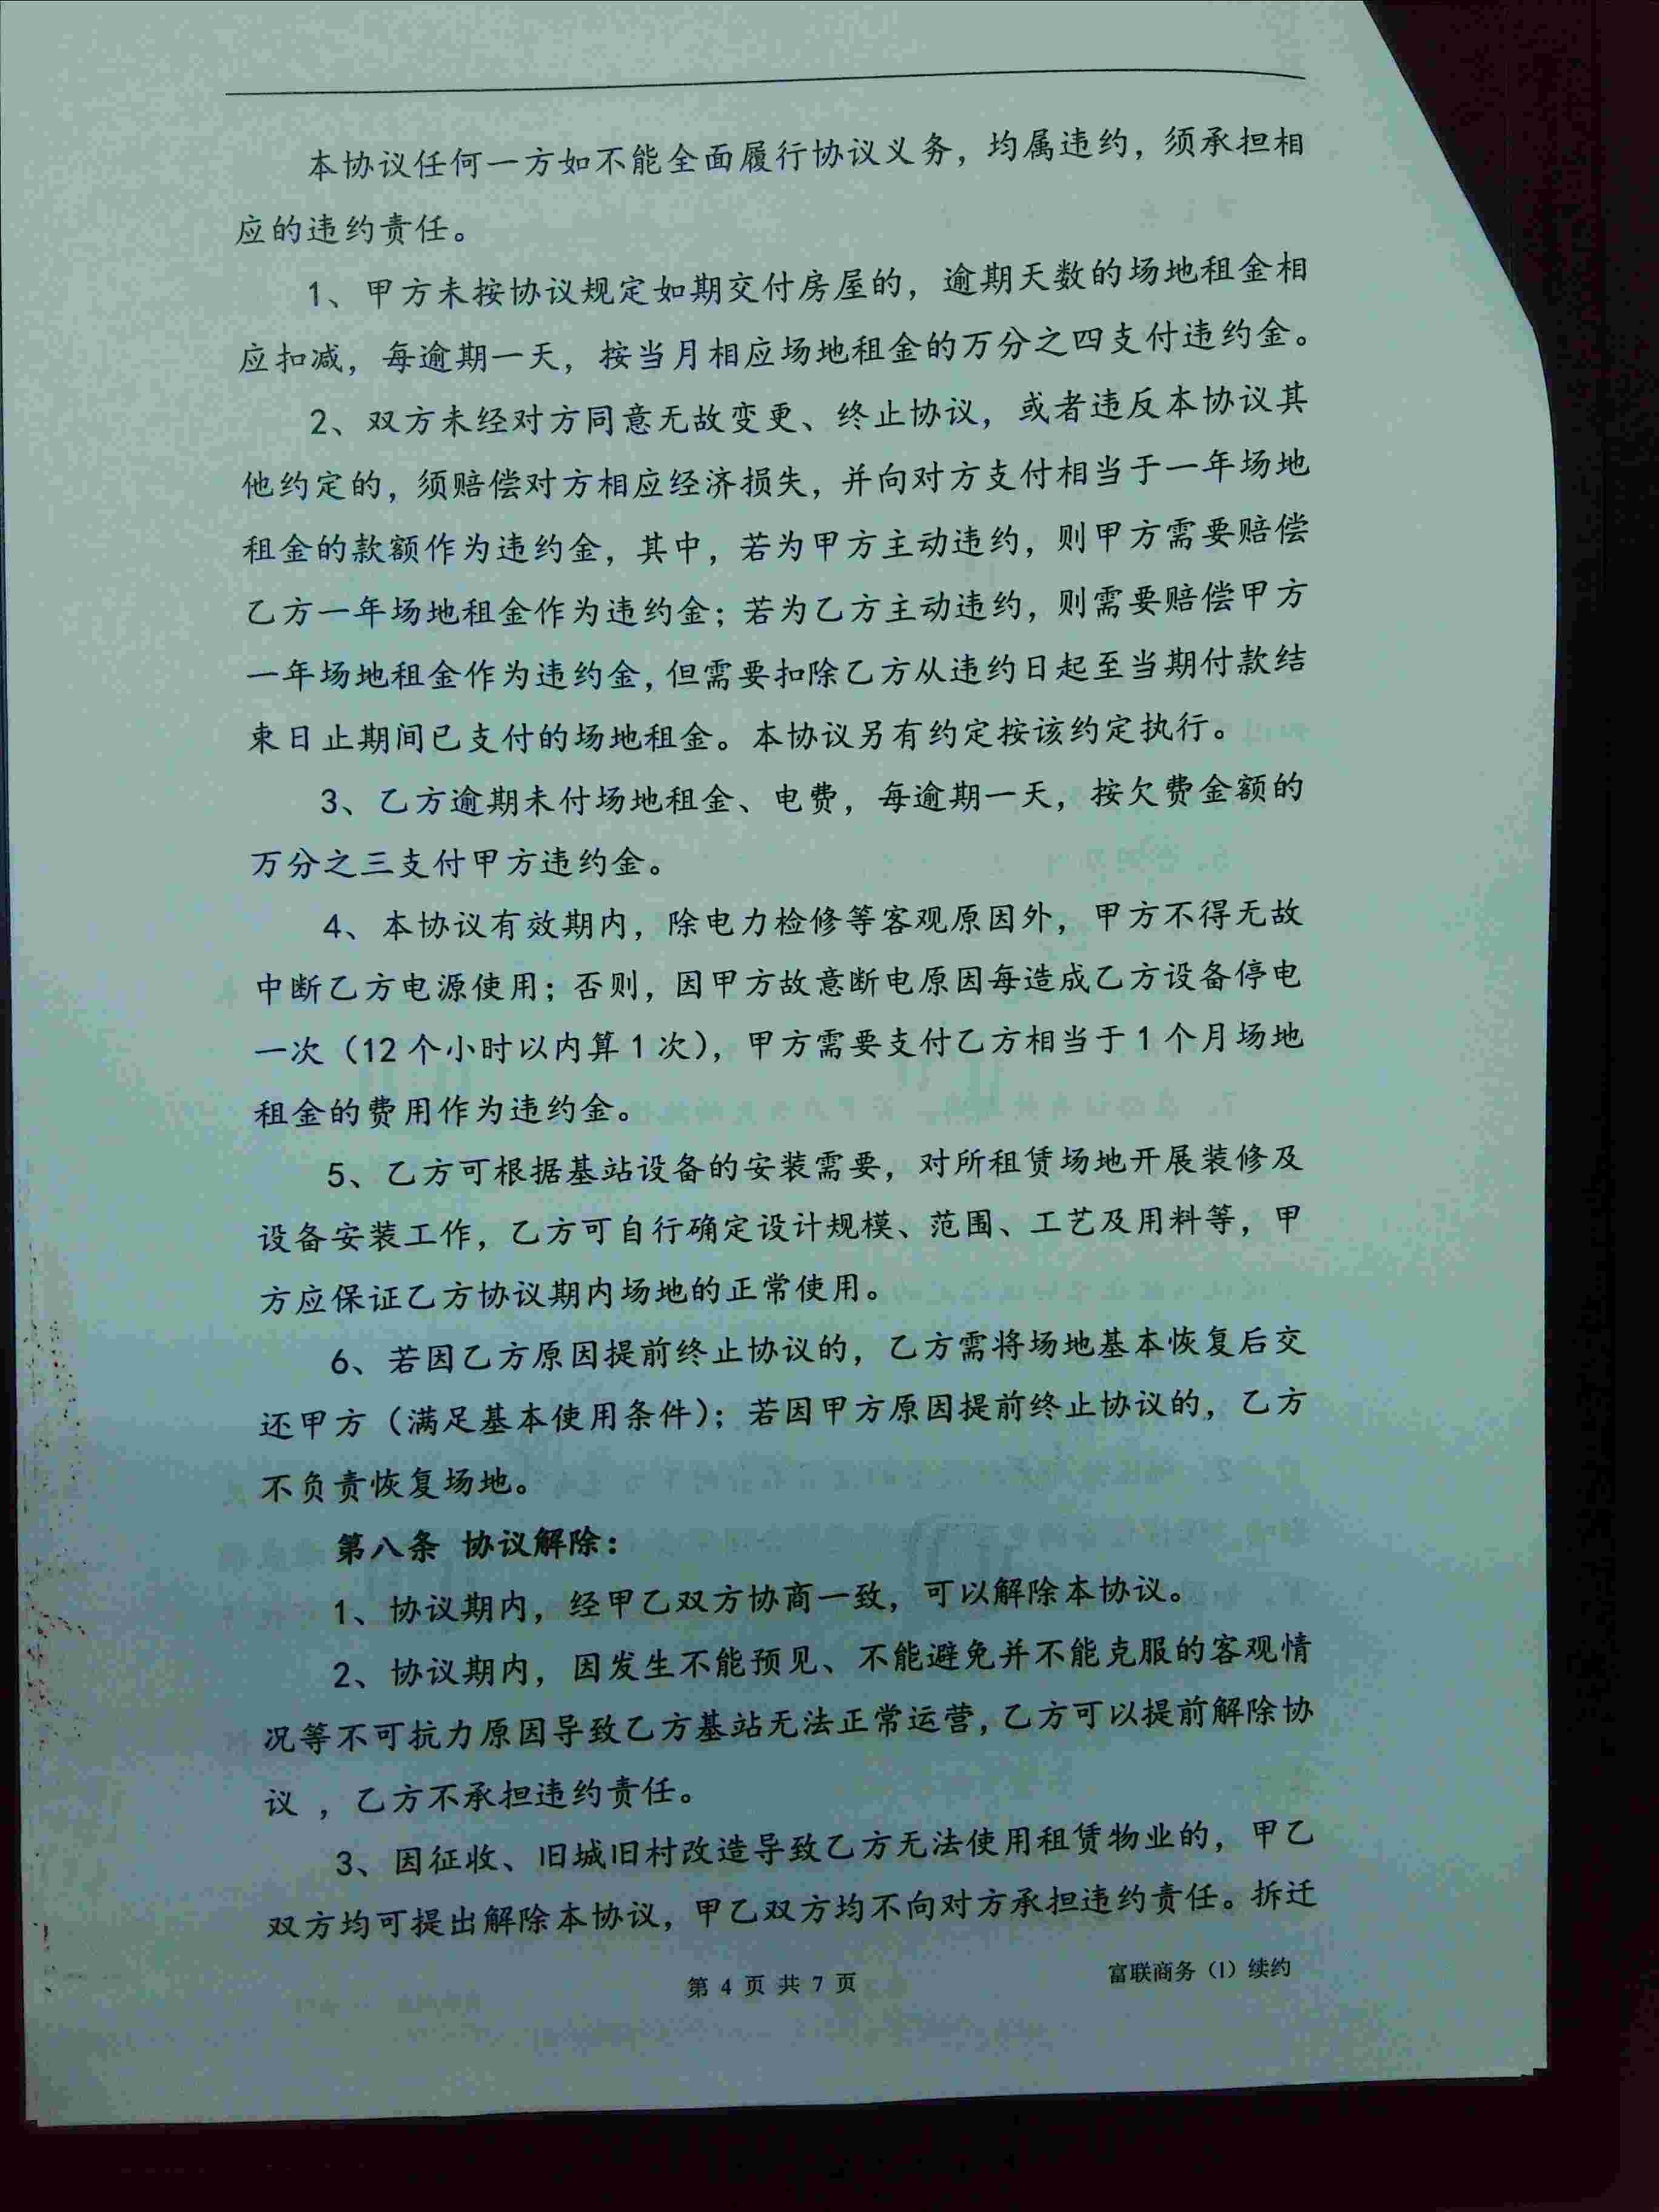 本协议任何一方如不能全面履行协议义务，均属违约，须承担相
应的违约责任。
1、甲方未按协议规定如期交付房屋的，逾期天数的场地租金相
应扣减，每逾期一天，按当月相应场地租金的万分之四支付违约金。
2、双方未经对方同意无故变更、终止协议，或者违反本协议其
他约定的，须赔偿对方相应经济损失，并向对方支付相当于一年场地
租金的款额作为违约金，其中，若为甲方主动违约，则甲方需要赔偿
乙方一年场地租金作为违约金；若为乙方主动违约，则需要赔偿甲方
一年场地租金作为违约金，但需要扣除乙方从违约日起至当期付款结
束日止期间已支付的场地租金。本协议另有约定按该约定执行。
3、乙方逾期未付场地租金、电费，每逾期一天，按欠费金额的
万分之三支付甲方违约金。
4、本协议有效期内，除电力检修等客观原因外，甲方不得无故
中断乙方电源使用；否则，因甲方故意断电原因每造成乙方设备停电
一次（12个小时以内算1次），甲方需要支付乙方相当于1个月场地
租金的费用作为违约金。
5、乙方可根据基站设备的安装需要，对所租赁场地开展装修及
设备安装工作，乙方可自行确定设计规模、范围、工艺及用料等，甲
方应保证乙方协议期内场地的正常使用。
6、若因乙方原因提前终止协议的，乙方需将场地基本恢复后交
还甲方（满足基本使用条件）；若因甲方原因提前终止协议的，乙方
不负责恢复场地。
第八条 协议解除：
1、协议期内，经甲乙双方协商一致，可以解除本协议。
2、协议期内，因发生不能预见、不能避免并不能克服的客观情
况等不可抗力原因导致乙方基站无法正常运营，乙方可以提前解除协
议 ，乙方不承担违约责任。
3、因征收、旧城旧村改造导致乙方无法使用租赁物业的，甲乙
双方均可提出解除本协议，甲乙双方均不向对方承担违约责任。拆迁
第 4 页 共 7 页
富联商务（1）续约